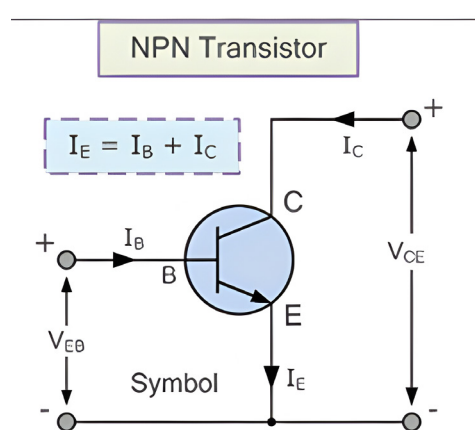 NPN Transistor
I_E = I_B + I_C
+
I_C
C
+
I_B
B
V_CE
E
V_EB
I_E
Symbol
-
-